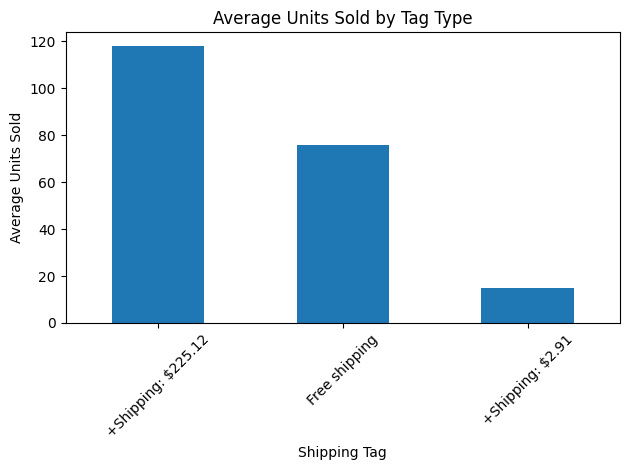 Average Units Sold by Tag Type
Average Units Sold
120
100
80
60
40
20
0
+Shipping: $225.12
Free shipping
+Shipping: $2.91
Shipping Tag